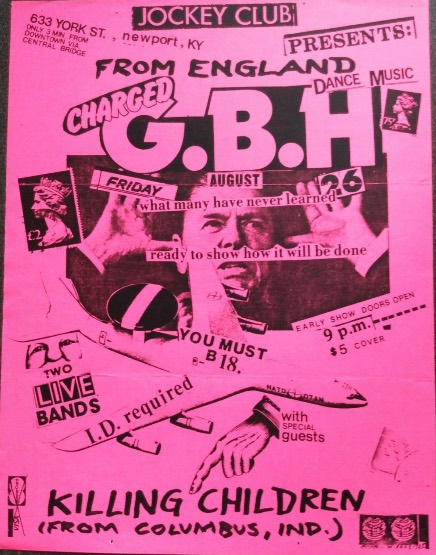 JOCKEY CLUB
PRESENTS:
633 YORK ST., newport, KY
ONLY 3 MIN FROM
DOWNTOWN VIA
CENTRAL BRIDGE
FROM ENGLAND
DANCE MUSIC
CHARGED
G.B.H
FRIDAY AUGUST 26
what many have never learned
£2
ready to show how it will be done
EARLY SHOW DOORS OPEN
9 p.m.
$5 COVER
YOU MUST
B 18.
TWO
LIVE
BANDS
I.D. required
with
SPECIAL
guests
KILLING CHILDREN
(FROM COLUMBUS, IND.)